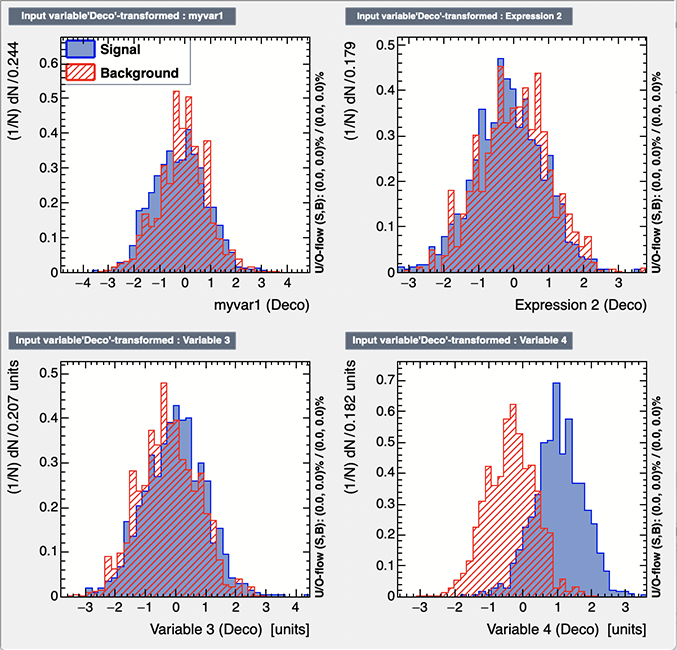 Input variable'Deco'-transformed : myvar1
(1/N) dN/0.244
0.6
0.5
0.4
0.3
0.2
0.1
0
Signal
Background
−4 −3 −2 −1 0 1 2 3 4
myvar1 (Deco)
U/O-flow (S,B): (0.0, 0.0)% / (0.0, 0.0)%
Input variable'Deco'-transformed : Expression 2
(1/N) dN/0.179
0.5
0.4
0.3
0.2
0.1
0
−3 −2 −1 0 1 2 3
Expression 2 (Deco)
U/O-flow (S,B): (0.0, 0.0)% / (0.0, 0.0)%
Input variable'Deco'-transformed : Variable 3
(1/N) dN/0.207 units
0.5
0.4
0.3
0.2
0.1
0
−3 −2 −1 0 1 2 3 4
Variable 3 (Deco) [units]
U/O-flow (S,B): (0.0, 0.0)% / (0.0, 0.0)%
Input variable'Deco'-transformed : Variable 4
(1/N) dN/0.182 units
0.7
0.6
0.5
0.4
0.3
0.2
0.1
0
−3 −2 −1 0 1 2 3
Variable 4 (Deco) [units]
U/O-flow (S,B): (0.0, 0.0)% / (0.0, 0.0)%